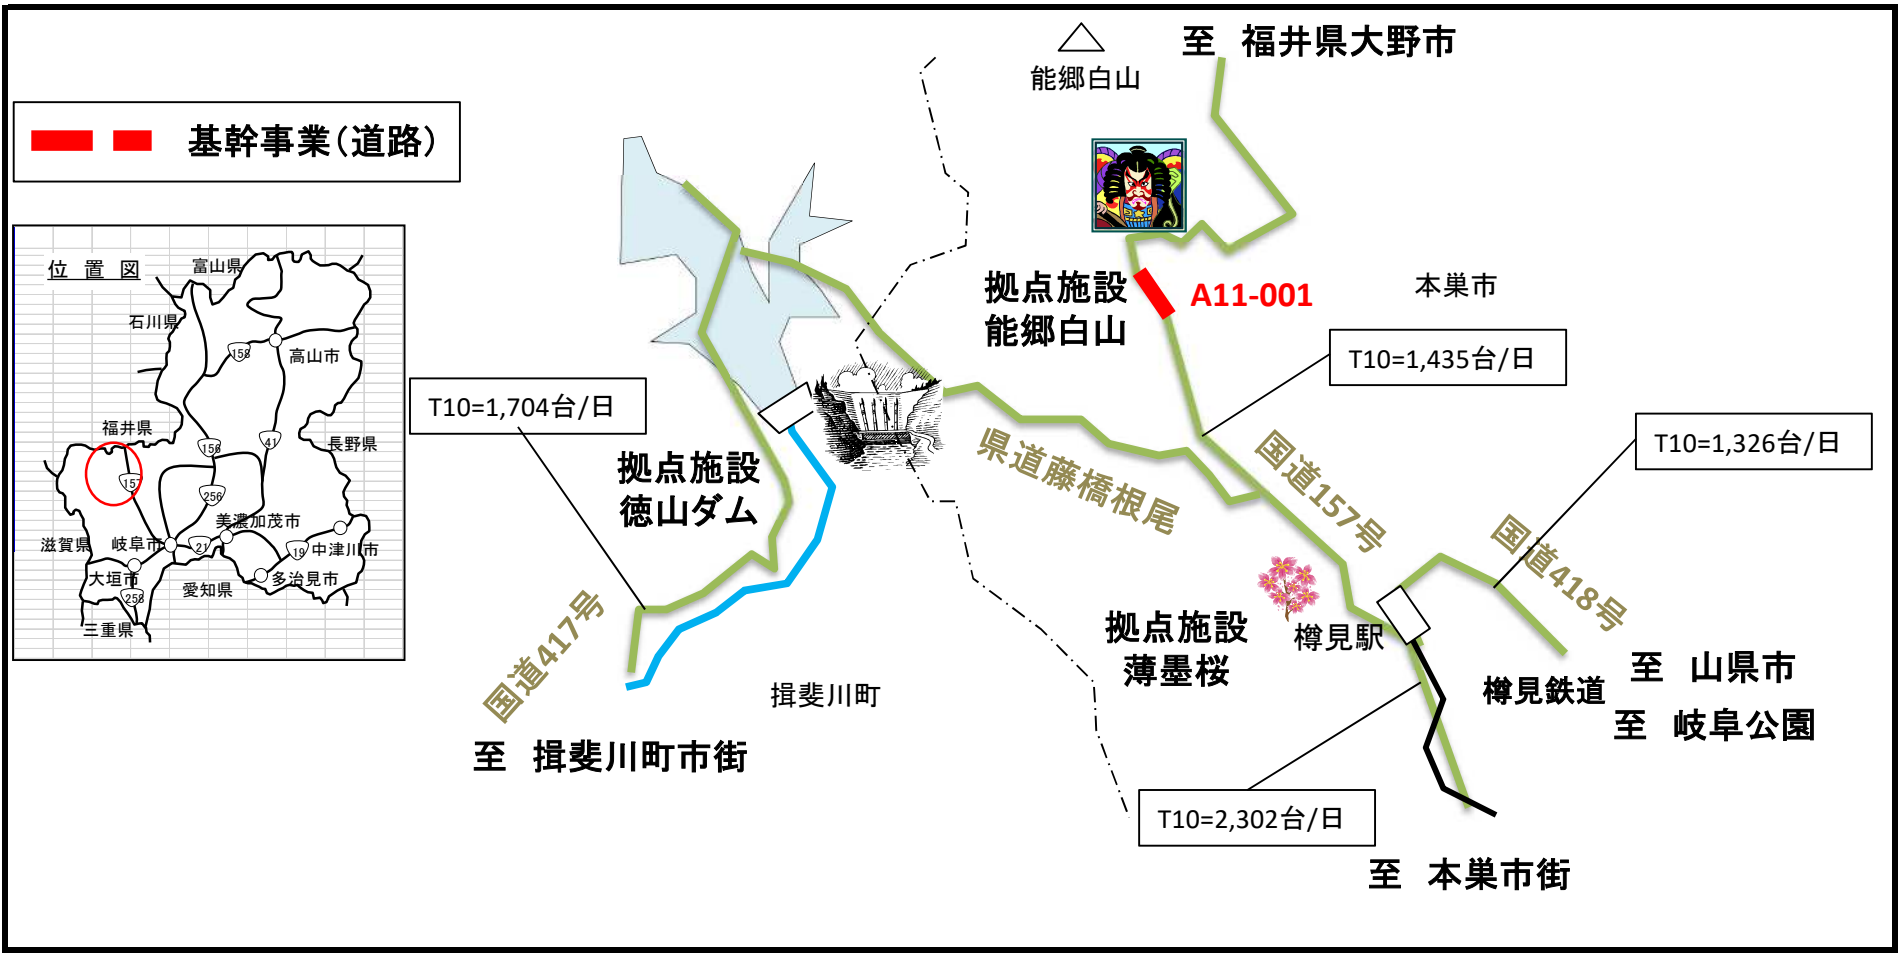 至　福井県大野市
能郷白山
基幹事業（道路）
位 置 図
富山県
石川県
158
高山市
福井県
156
41
長野県
157
256
美濃加茂市
滋賀県
岐阜市
21
19
中津川市
大垣市
258
愛知県
多治見市
三重県
拠点施設
能郷白山
A11-001
本巣市
T10=1,435台/日
T10=1,704台/日
T10=1,326台/日
拠点施設
徳山ダム
県道藤橋根尾
国道157号
国道418号
国道417号
拠点施設
薄墨桜
樽見駅
揖斐川町
樽見鉄道
至　山県市
至　岐阜公園
至　揖斐川町市街
T10=2,302台/日
至　本巣市街